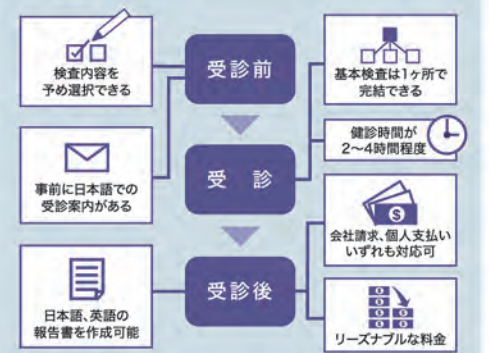 受診前
検査内容を
予め選択できる
事前に日本語での
受診案内がある
受 診
基本検査は1ヶ所で
完結できる
健診時間が
2〜4時間程度
受診後
日本語、英語の
報告書を作成可能
会社請求、個人支払い
いずれも対応可
リーズナブルな料金